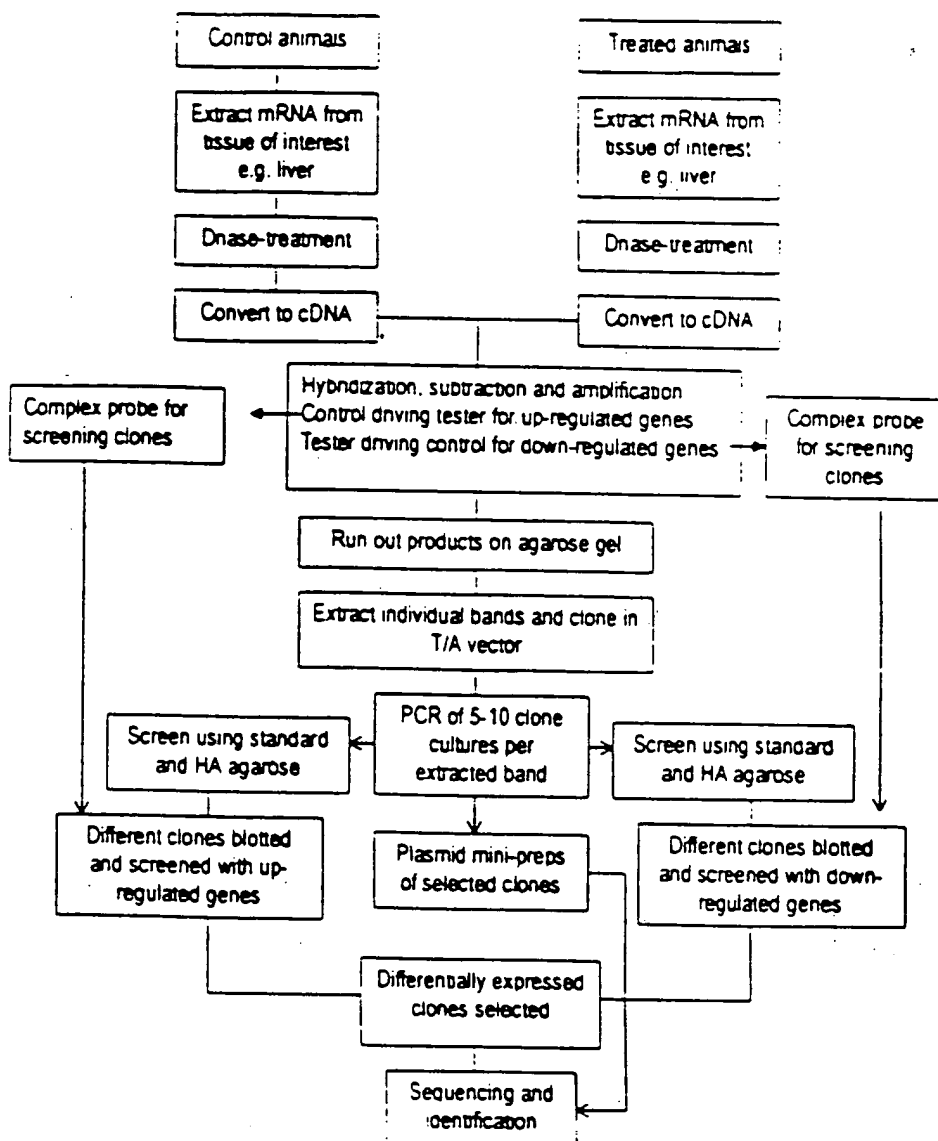 Control animals
Treated animals
Extract mRNA from
tissue of interest
e.g. liver
Extract mRNA from
tissue of interest
e.g. liver
Dnase-treatment
Dnase-treatment
Convert to cDNA
Convert to cDNA
Hybridization, subtraction and amplification
Control driving tester for up-regulated genes
Tester driving control for down-regulated genes
Complex probe for
screening clones
Complex probe
for screening
clones
Run out products on agarose gel
Extract individual bands and clone in
T/A vector
PCR of 5-10 clone
cultures per
extracted band
Screen using standard
and HA agarose
Screen using standard
and HA agarose
Different clones blotted
and screened with up-
regulated genes
Plasmid mini-preps
of selected clones
Different clones blotted
and screened with down-
regulated genes
Differentially expressed
clones selected
Sequencing and
identification